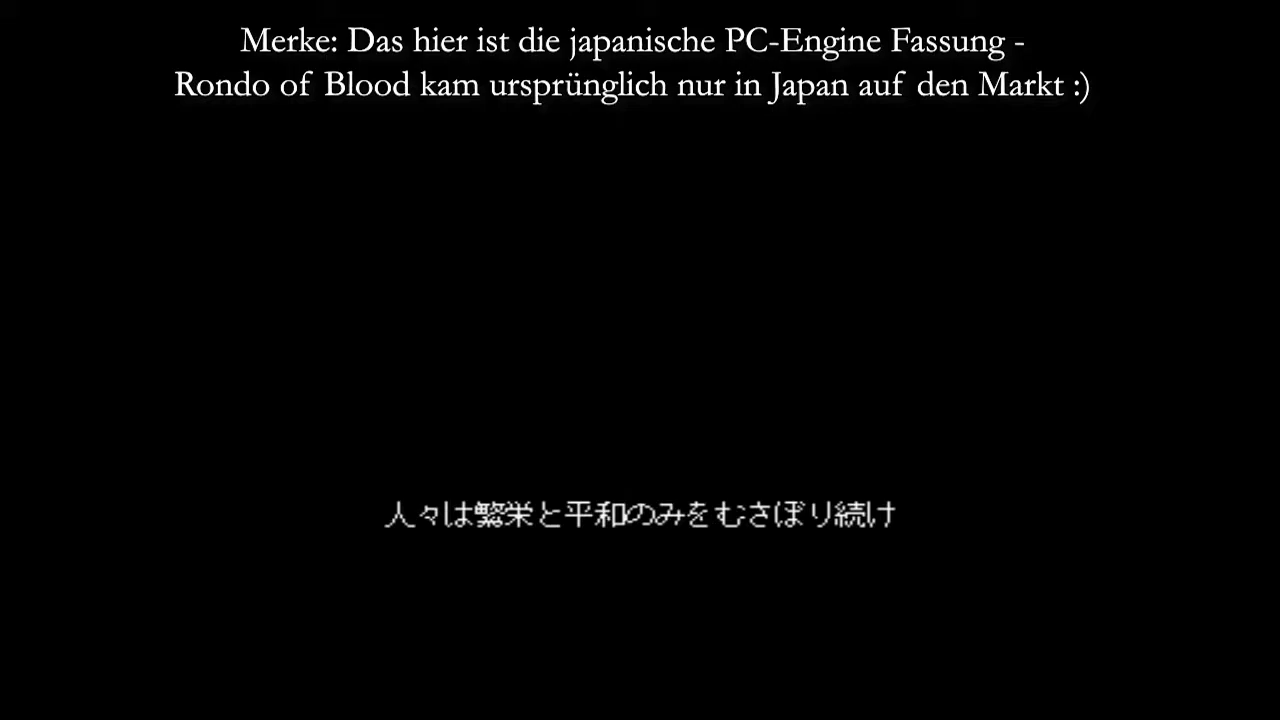 Merke: Das hier ist die japanische PC-Engine Fassung -
Rondo of Blood kam ursprünglich nur in Japan auf den Markt :)
人々は繁栄と平和のみをむさぼり続け